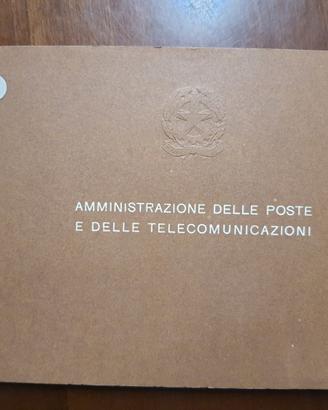 AMMINISTRAZIONE DELLE POSTE
E DELLE TELECOMUNICAZIONI